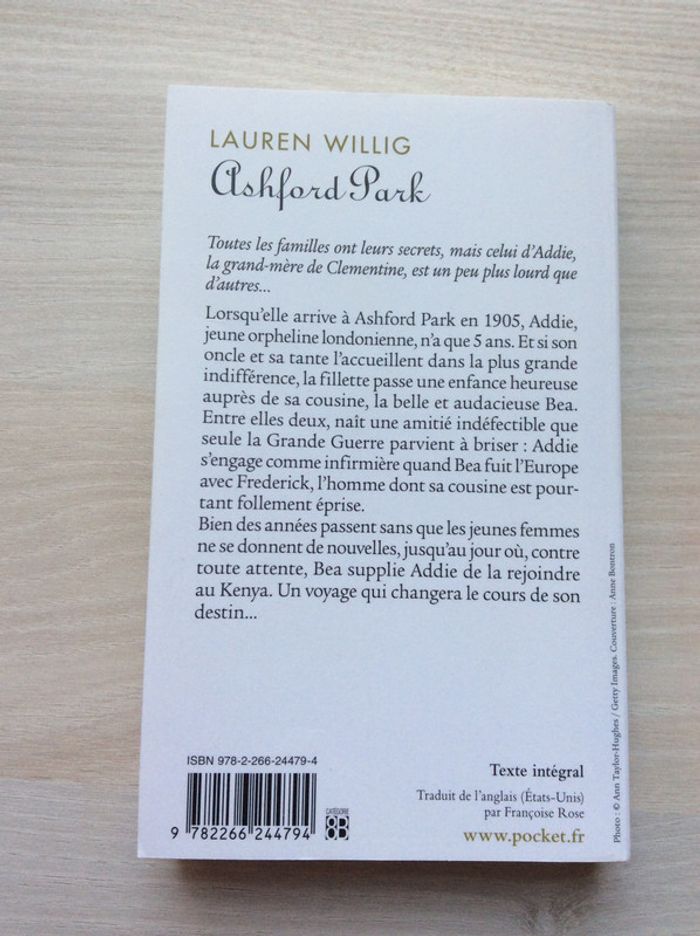 LAUREN WILLIG
Ashford Park
Toutes les familles ont leurs secrets, mais celui d'Addie,
la grand-mère de Clementine, est un peu plus lourd que
d'autres...
Lorsqu'elle arrive à Ashford Park en 1905, Addie,
jeune orpheline londonienne, n'a que 5 ans. Et si son
oncle et sa tante l'accueillent dans la plus grande
indifférence, la fillette passe une enfance heureuse
auprès de sa cousine, la belle et audacieuse Bea.
Entre elles deux, naît une amitié indéfectible que
seule la Grande Guerre parvient à briser : Addie
s'engage comme infirmière quand Bea fuit l'Europe
avec Frederick, l'homme dont sa cousine est pour-
tant follement éprise.
Bien des années passent sans que les jeunes femmes
ne se donnent de nouvelles, jusqu'au jour où, contre
toute attente, Bea supplie Addie de la rejoindre
au Kenya. Un voyage qui changera le cours de son
destin...
ISBN 978-2-266-24479-4
9 782266 244794
CATÉGORIE
8B
Texte intégral
Traduit de l'anglais (États-Unis)
par Françoise Rose
www.pocket.fr
Photo : © Ann Taylor-Hughes / Getty Images. Couverture : Anne Bontron